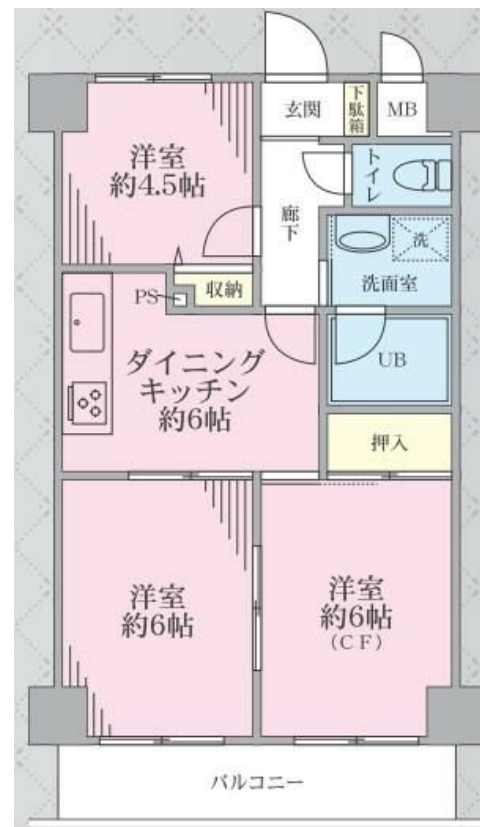 玄関
下駄箱
MB
洋室
約4.5帖
トイレ
廊下
洗
洗面室
PS
収納
ダイニング
キッチン
約6帖
UB
押入
洋室
約6帖
洋室
約6帖
(CF)
バルコニー